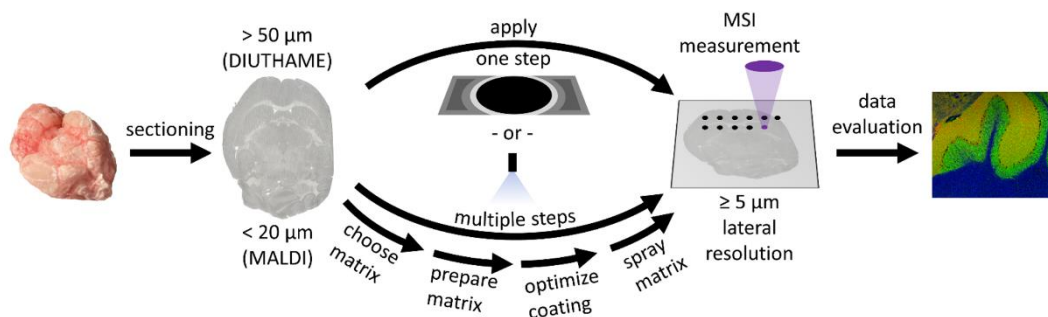 sectioning
> 50 µm
(DIUTHAME)
< 20 µm
(MALDI)
apply
one step
- or -
multiple steps
choose
matrix
prepare
matrix
optimize
coating
spray
matrix
MSI
measurement
≥ 5 µm
lateral
resolution
data
evaluation